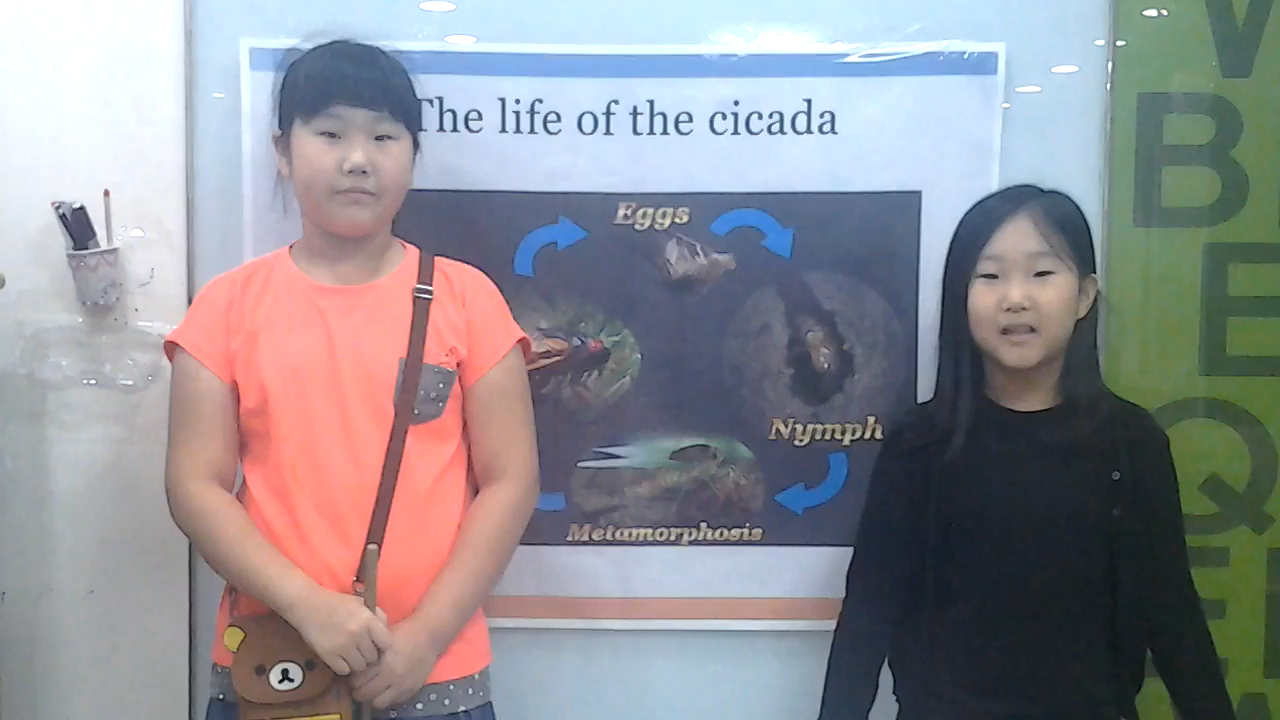 The life of the cicada
Eggs
Nymph
Metamorphosis
V
B
E
Q
E